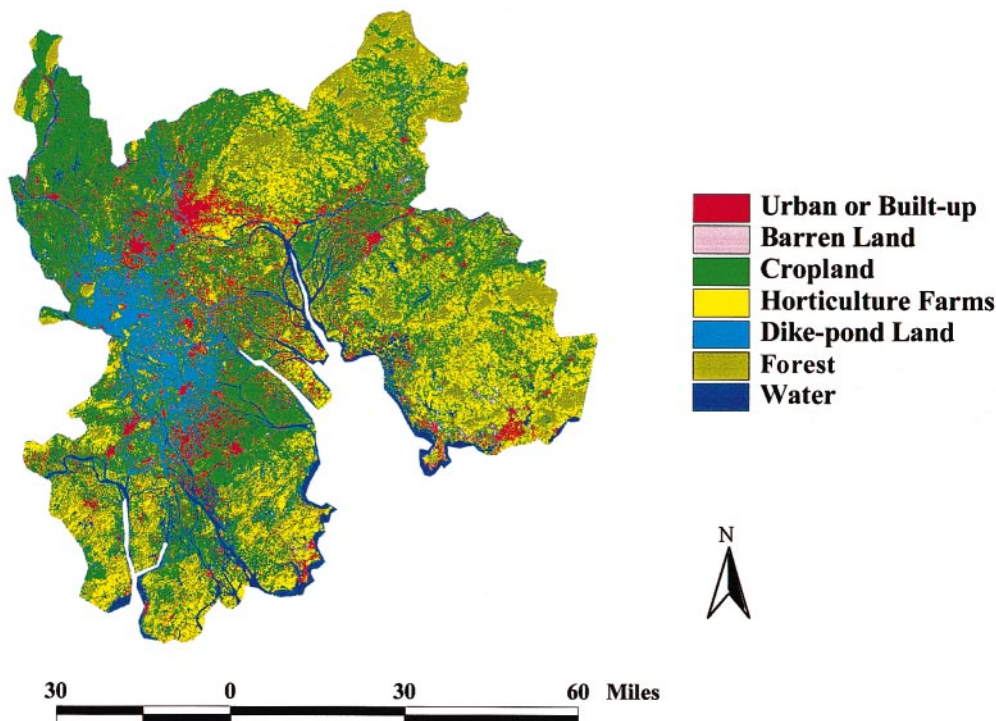 Urban or Built-up
Barren Land
Cropland
Horticulture Farms
Dike-pond Land
Forest
Water
N
30 0 30 60 Miles